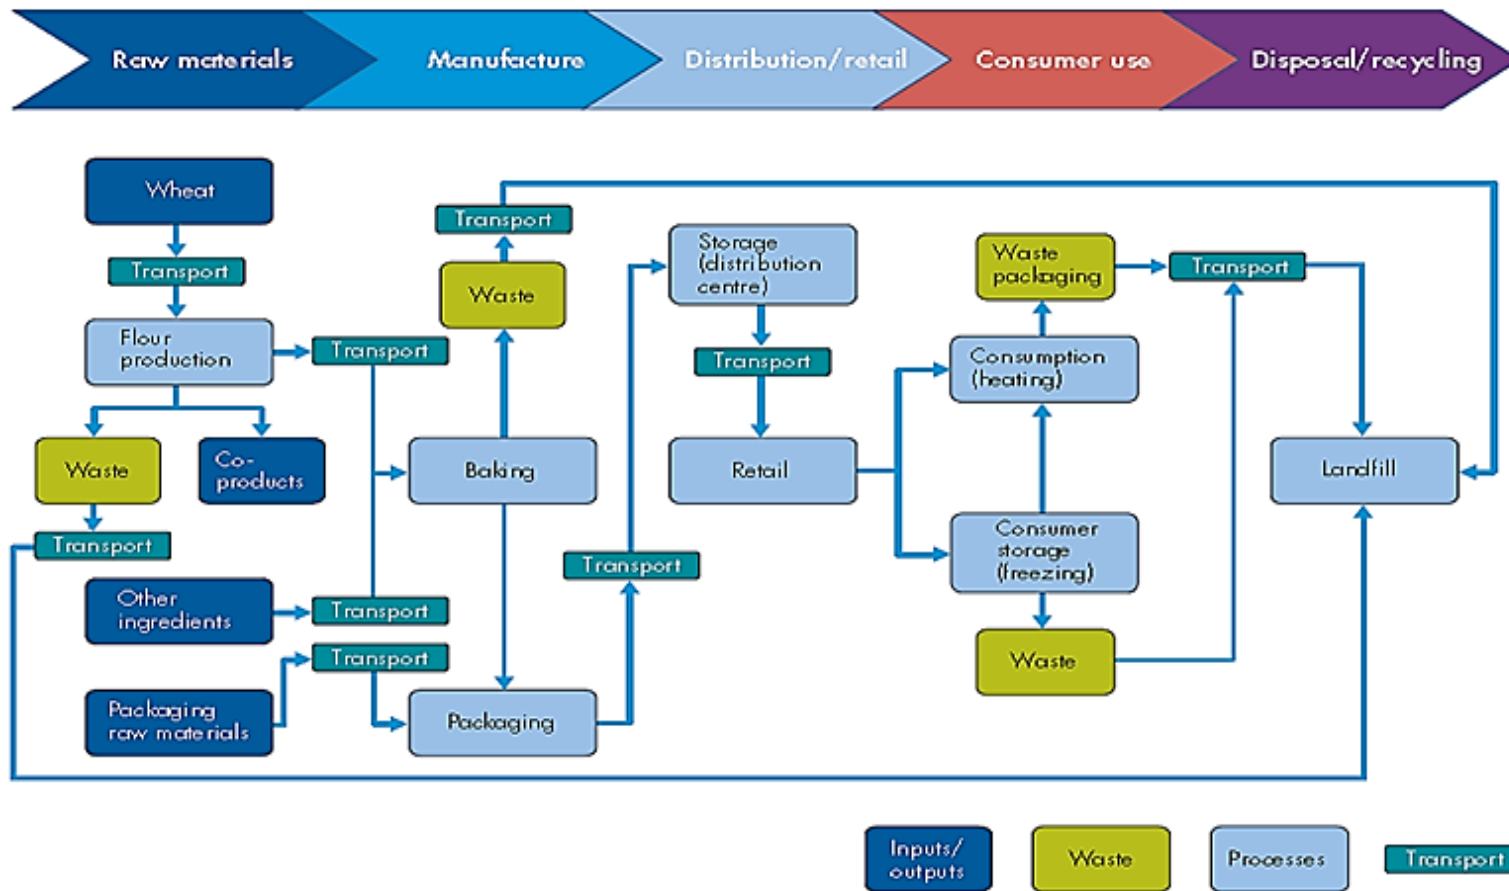 Raw materials
Manufacture
Distribution/retail
Consumer use
Disposal/recycling
Wheat
Transport
Flour
production
Transport
Waste
Co-
products
Transport
Other
ingredients
Transport
Packaging
raw materials
Transport
Transport
Waste
Baking
Packaging
Transport
Storage
(distribution
centre)
Transport
Retail
Waste
packaging
Consumption
(heating)
Consumer
storage
(freezing)
Waste
Transport
Landfill
Inputs/
outputs
Waste
Processes
Transport